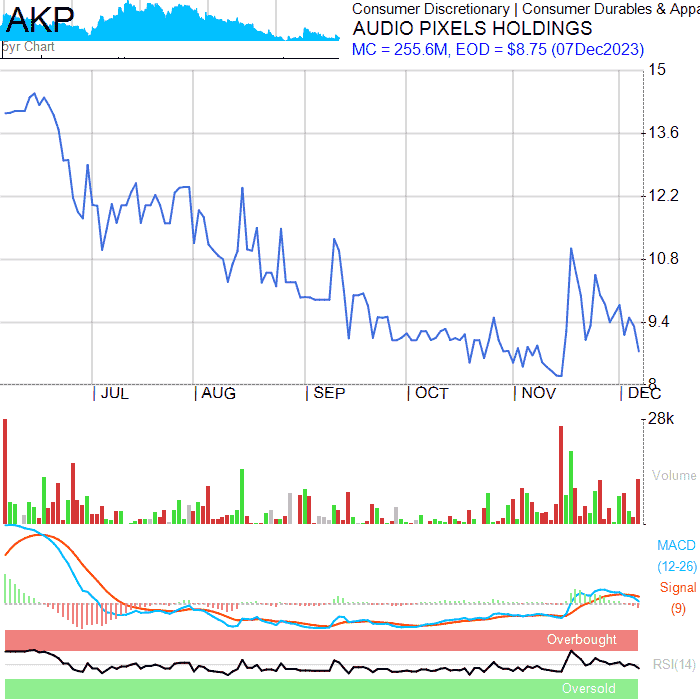 AKP
5yr Chart
Consumer Discretionary | Consumer Durables & Appa
AUDIO PIXELS HOLDINGS
MC = 255.6M, EOD = $8.75 (07Dec2023)
15
13.6
12.2
10.8
9.4
8
| JUL | AUG | SEP | OCT | NOV | DEC
28k
Volume
MACD
(12-26)
Signal
(9)
Overbought
RSI(14)
Oversold